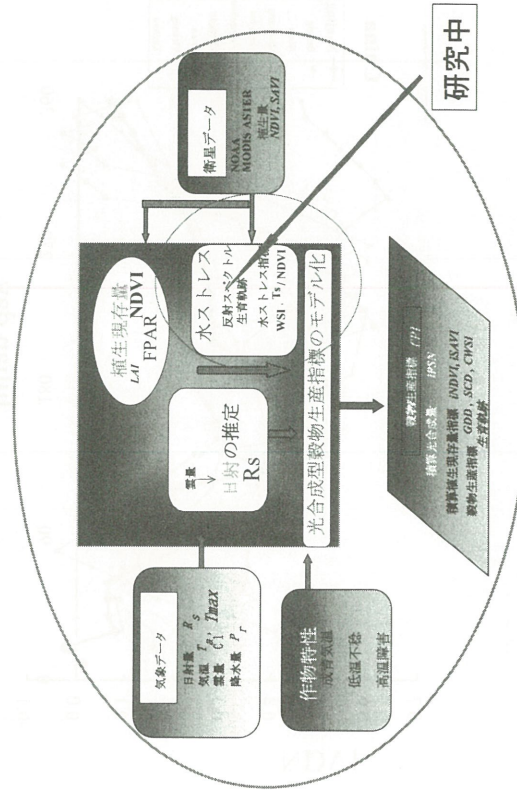 気象データ
日射量 Rs
気温 Ta, Tmax
雲量 Cl
降水量 Pr
作物特性
成育気温
低温不稔
高温障害
植生現存量
LAI NDVI
FPAR
雲量
↓
日射の推定
Rs
水ストレス
反射スペクトル
生育軌跡
水ストレス指標
WSI, Ts/NDVI
光合成型穀物生産指標のモデル化
衛星データ
NOAA
MODIS ASTER
植生量
NDVI, SAVI
研究中
穀物生産指標 CPI
積算光合成量 iPSN
積算植生現存量指標 iNDVI, iSAVI
穀物生産指標 GDD, SCD, CWSI
生育軌跡